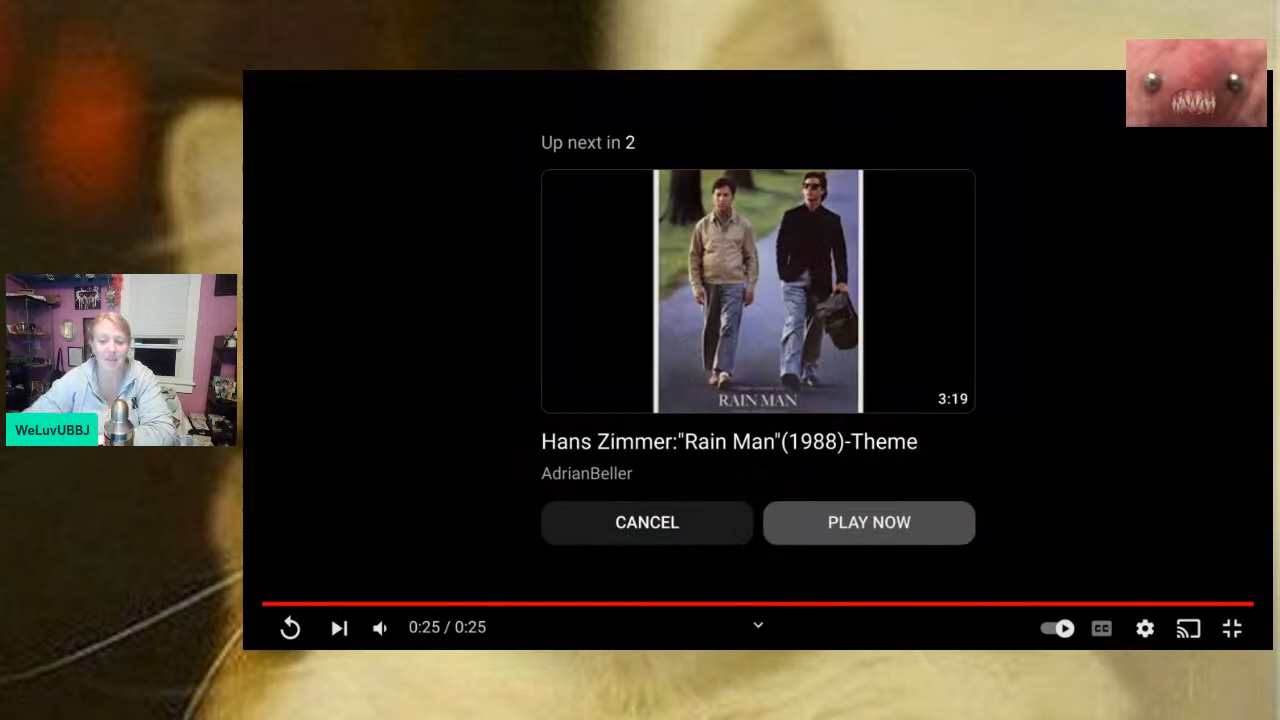 Up next in 2
RAIN MAN
3:19
Hans Zimmer:"Rain Man"(1988)-Theme
AdrianBeller
CANCEL
PLAY NOW
WeLuvUBBJ
0:25 / 0:25
CC